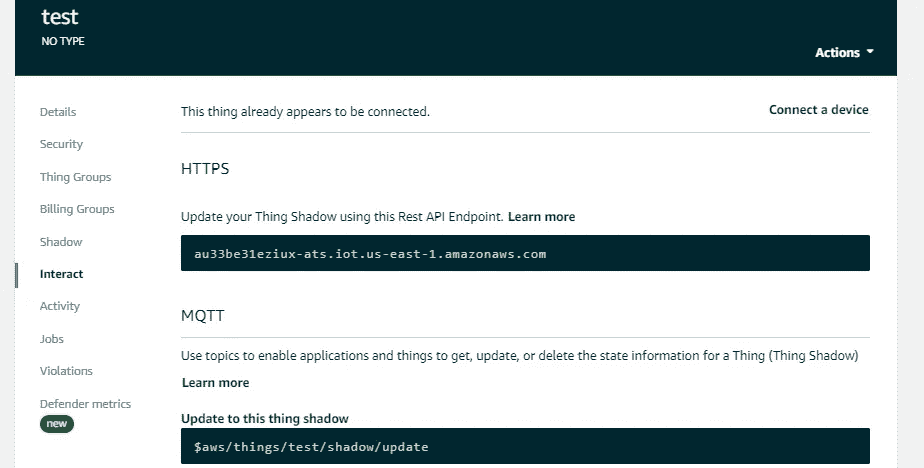 test
NO TYPE
Actions
This thing already appears to be connected.
Connect a device
Details
Security
Thing Groups
Billing Groups
Shadow
Interact
Activity
Jobs
Violations
Defender metrics
new
HTTPS
Update your Thing Shadow using this Rest API Endpoint. Learn more
au33be31eziux-ats.iot.us-east-1.amazonaws.com
MQTT
Use topics to enable applications and things to get, update, or delete the state information for a Thing (Thing Shadow)
Learn more
Update to this thing shadow
$aws/things/test/shadow/update